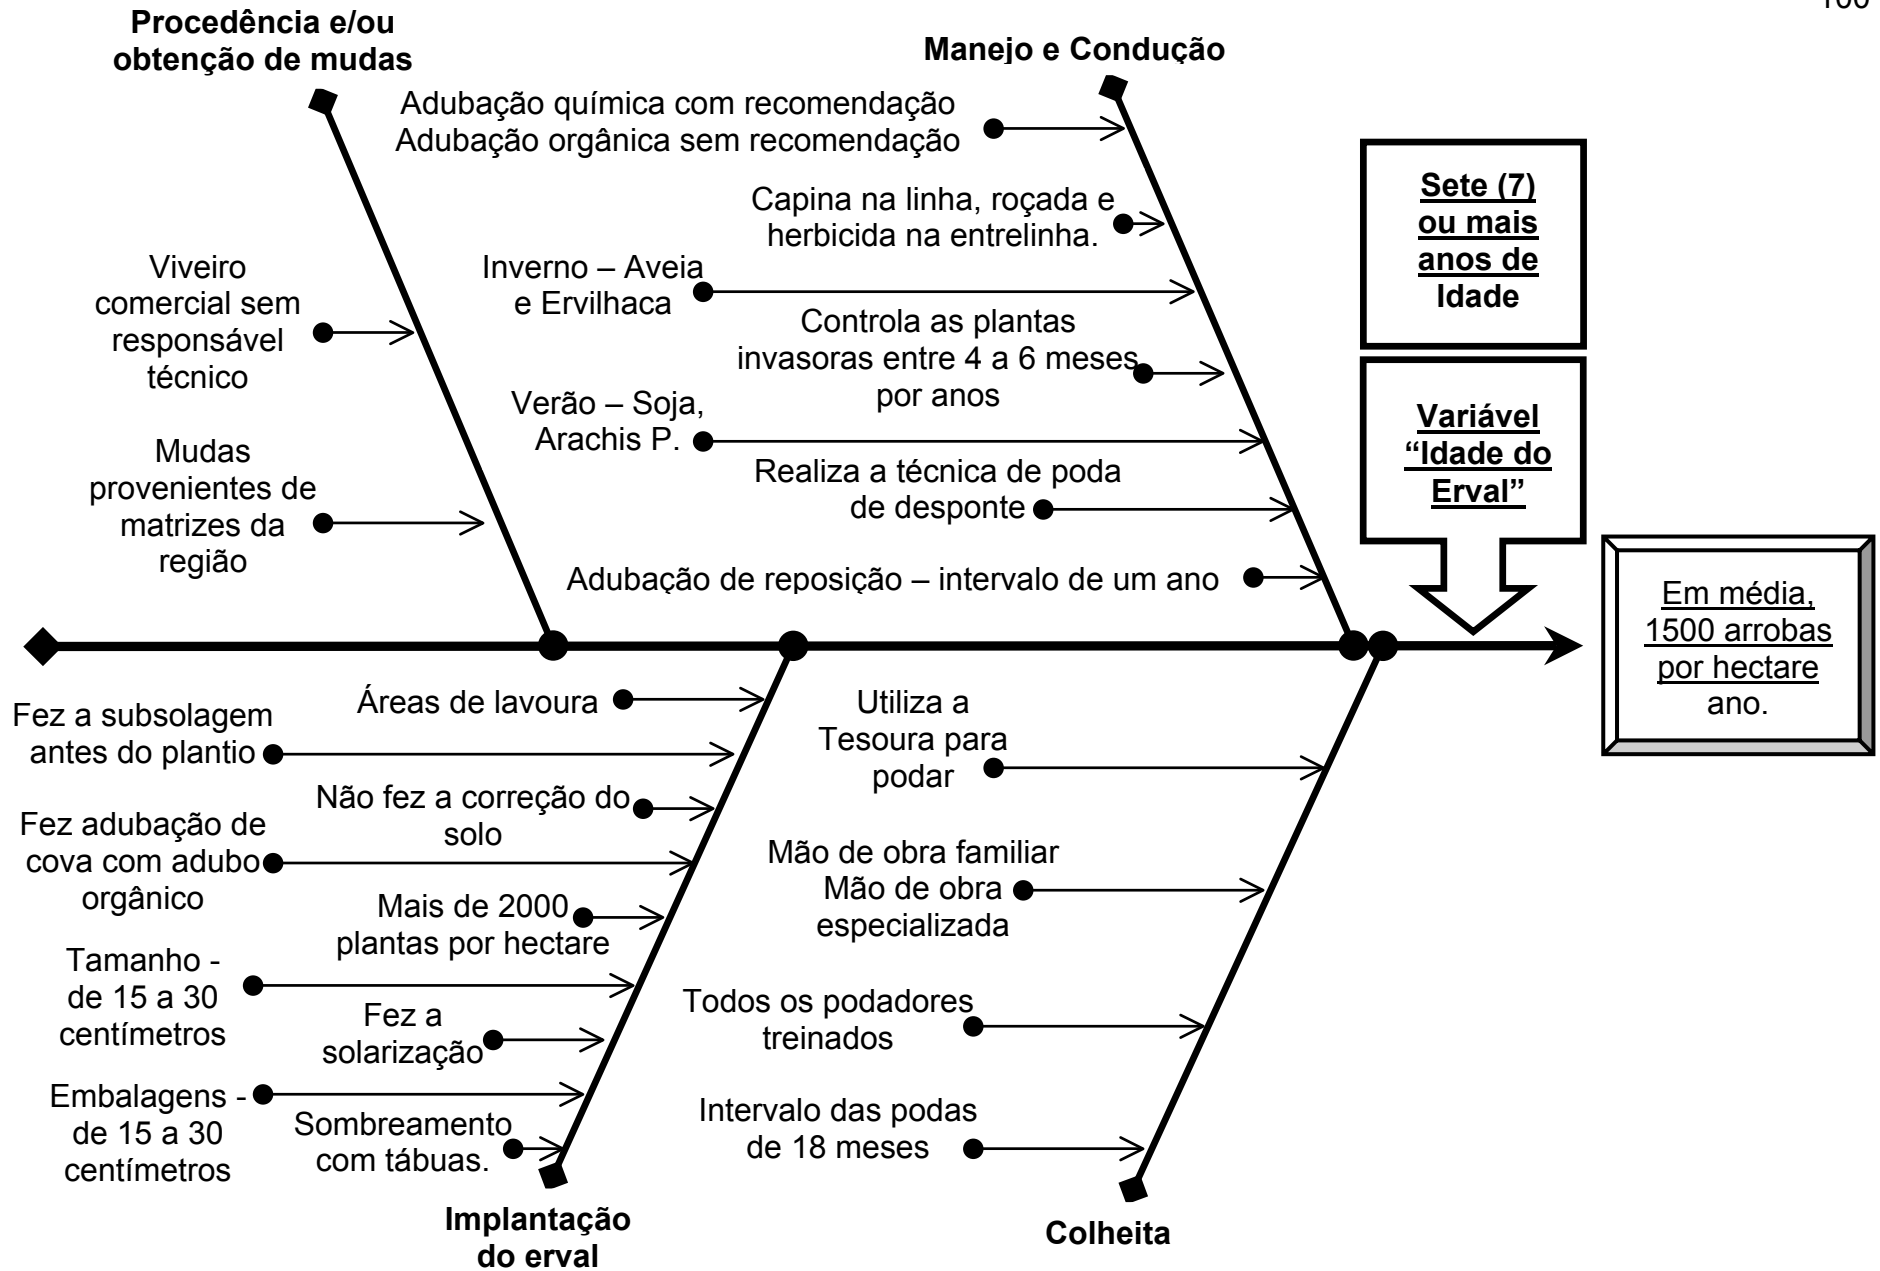 100
Procedência e/ou
obtenção de mudas
Manejo e Condução
Adubação química com recomendação
Adubação orgânica sem recomendação
Capina na linha, roçada e
herbicida na entrelinha.
Viveiro
comercial sem
responsável
técnico
Inverno – Aveia
e Ervilhaca
Controla as plantas
invasoras entre 4 a 6 meses
por anos
Verão – Soja,
Arachis P.
Mudas
provenientes de
matrizes da
região
Realiza a técnica de poda
de desponte
Adubação de reposição – intervalo de um ano
Sete (7)
ou mais
anos de
Idade
Variável
“Idade do
Erval”
Em média,
1500 arrobas
por hectare
ano.
Áreas de lavoura
Fez a subsolagem
antes do plantio
Não fez a correção do
solo
Fez adubação de
cova com adubo
orgânico
Mais de 2000
plantas por hectare
Tamanho -
de 15 a 30
centímetros
Fez a
solarização
Embalagens -
de 15 a 30
centímetros
Sombreamento
com tábuas.
Implantação
do erval
Utiliza a
Tesoura para
podar
Mão de obra familiar
Mão de obra
especializada
Todos os podadores
treinados
Intervalo das podas
de 18 meses
Colheita